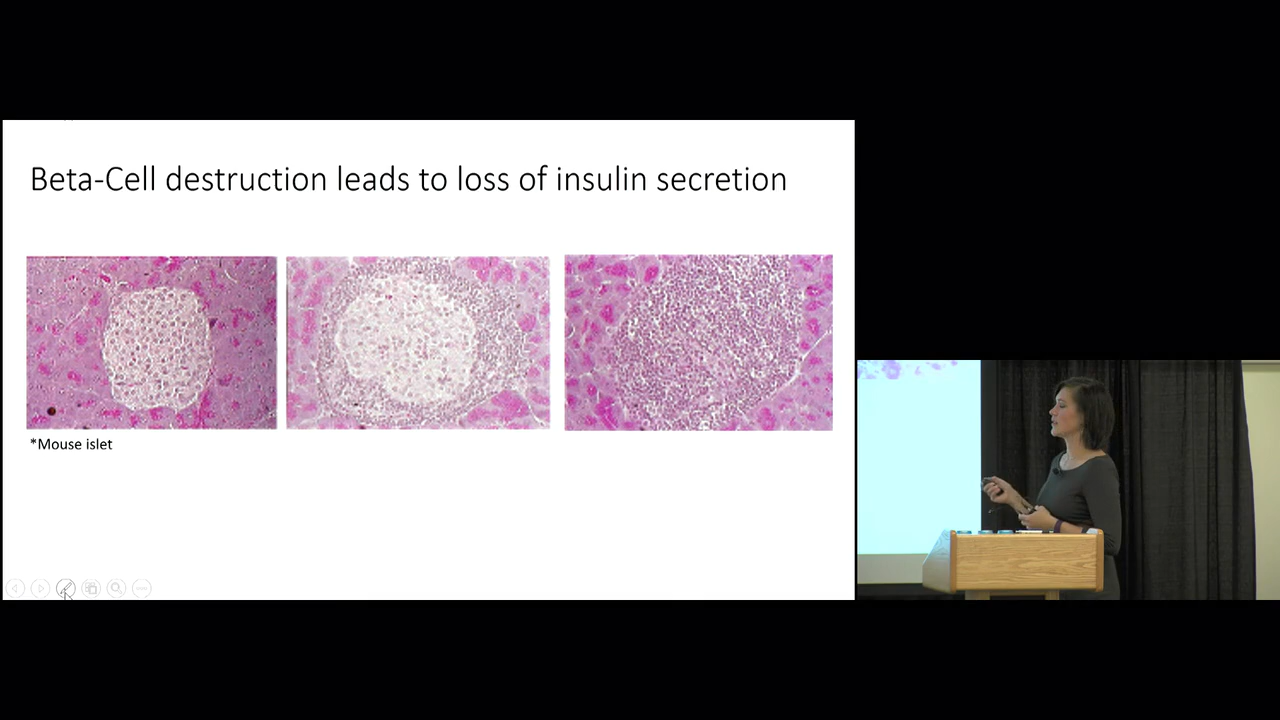 Beta-Cell destruction leads to loss of insulin secretion
*Mouse islet